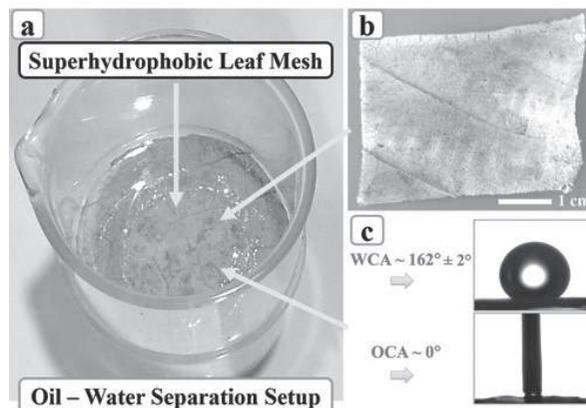 a
Superhydrophobic Leaf Mesh
Oil – Water Separation Setup
b
1 cm
c
WCA ~ 162° ± 2°
OCA ~ 0°